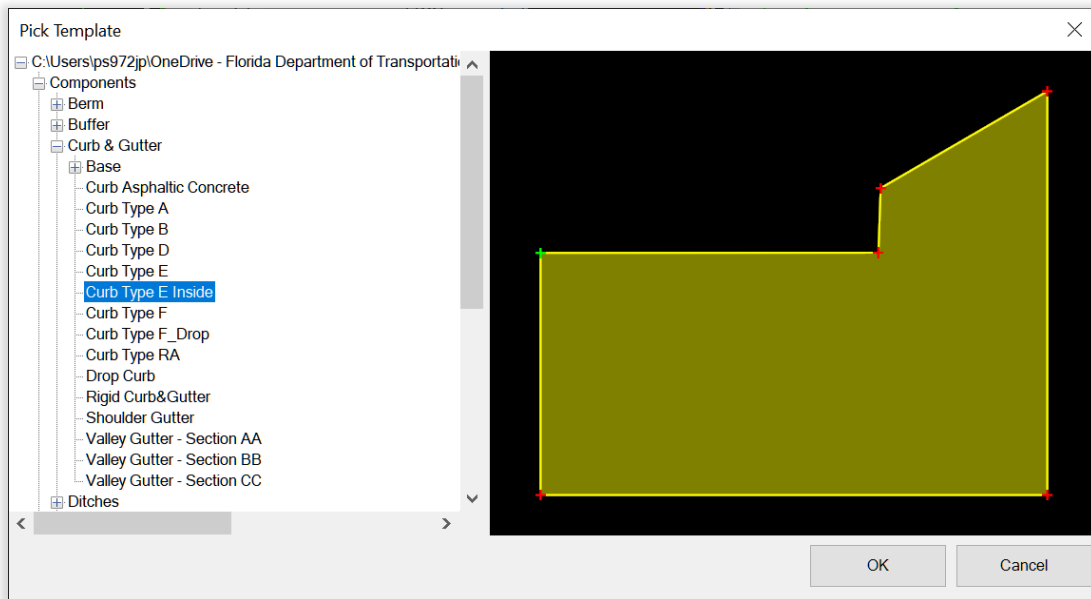 Pick Template
C:\Users\ps972jp\OneDrive - Florida Department of Transportati
Components
Berm
Buffer
Curb & Gutter
Base
Curb Asphaltic Concrete
Curb Type A
Curb Type B
Curb Type D
Curb Type E
Curb Type E Inside
Curb Type F
Curb Type F_Drop
Curb Type RA
Drop Curb
Rigid Curb&Gutter
Shoulder Gutter
Valley Gutter - Section AA
Valley Gutter - Section BB
Valley Gutter - Section CC
Ditches
OK
Cancel